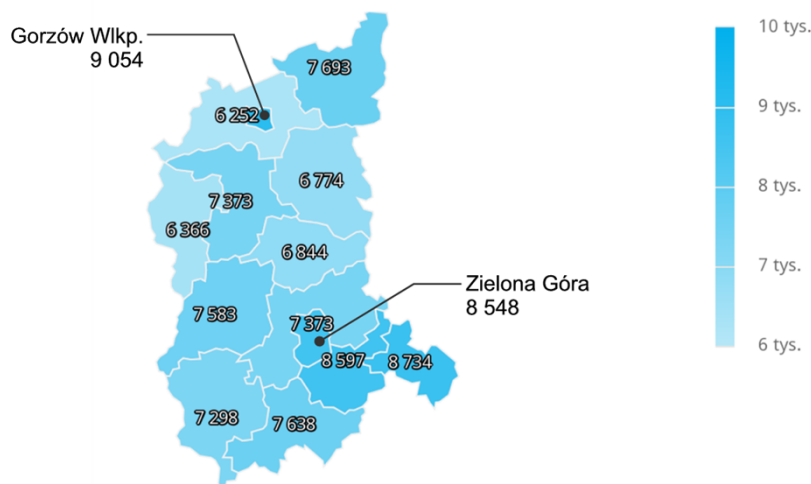 Gorzów Wlkp.
9 054
7 693
6 252
6 774
7 373
6 366
6 844
Zielona Góra
8 548
7 583
7 373
8 597
8 734
7 298
7 638
10 tys.
9 tys.
8 tys.
7 tys.
6 tys.